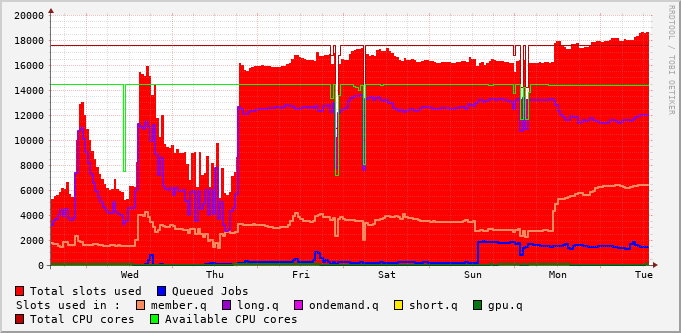 20000
18000
16000
14000
12000
10000
8000
6000
4000
2000
0
Wed Thu Fri Sat Sun Mon Tue
Total slots used Queued Jobs
Slots used in : member.q long.q ondemand.q short.q gpu.q
Total CPU cores Available CPU cores
RRDTOOL / TOBI OETIKER